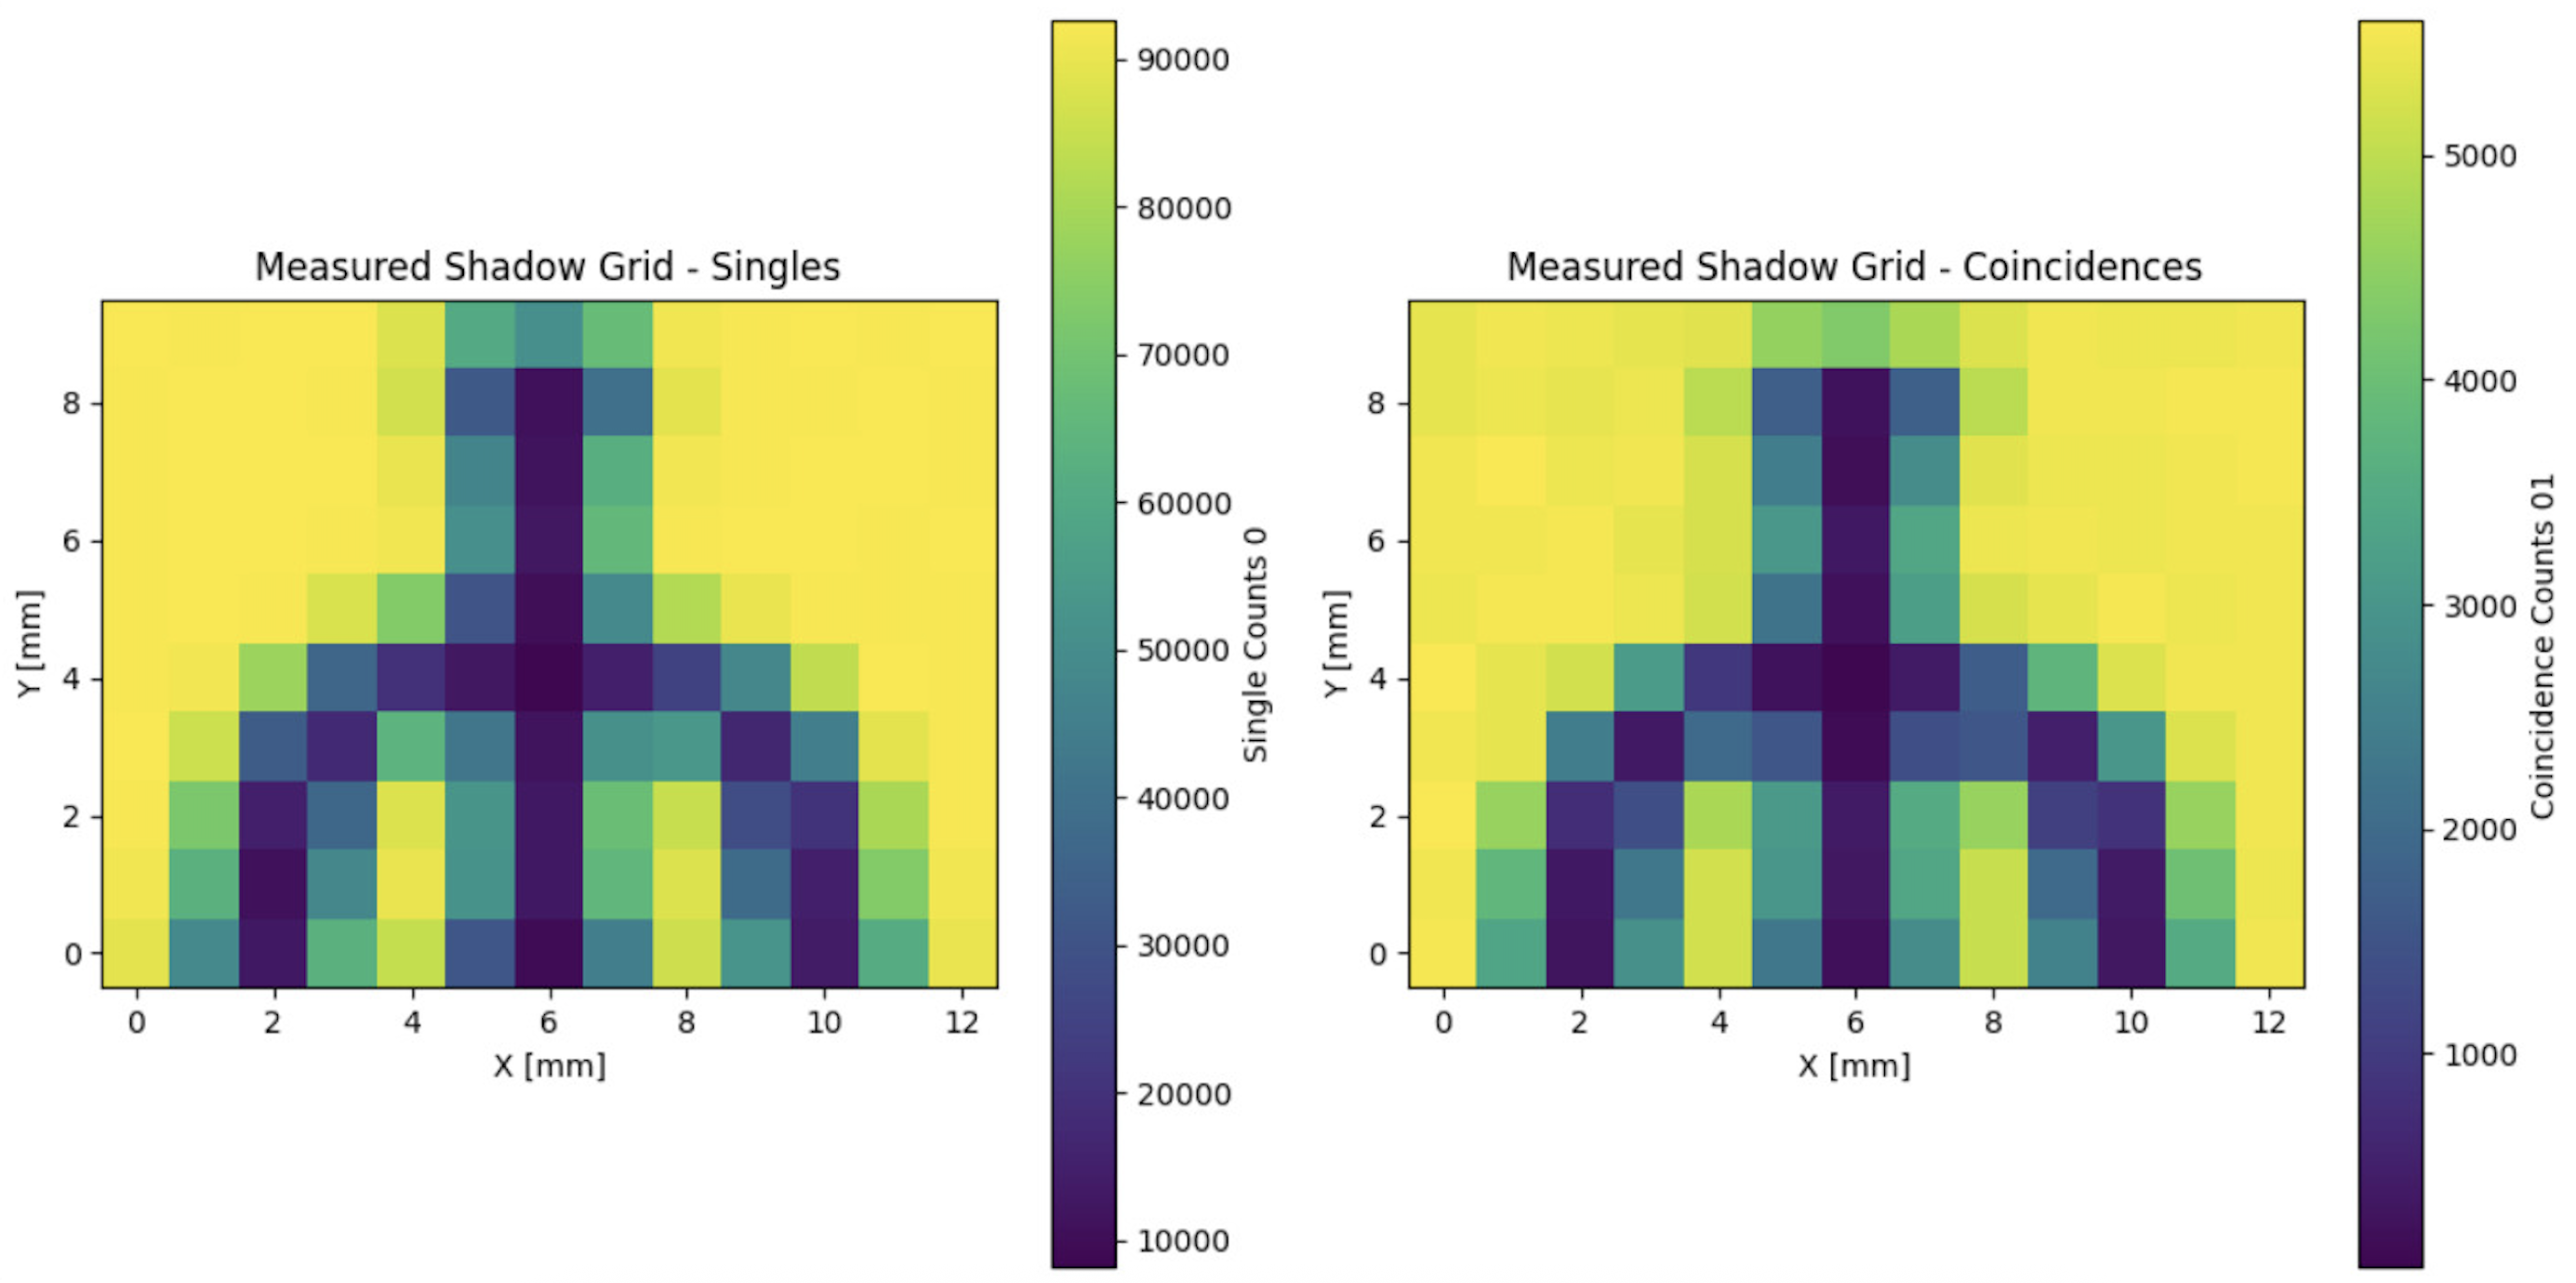 Measured Shadow Grid - Singles
8
6
4
2
0
Y [mm]
0 2 4 6 8 10 12
X [mm]
90000
80000
70000
60000
50000
40000
30000
20000
10000
Single Counts 0
Measured Shadow Grid - Coincidences
8
6
4
2
0
Y [mm]
0 2 4 6 8 10 12
X [mm]
5000
4000
3000
2000
1000
Coincidence Counts 01